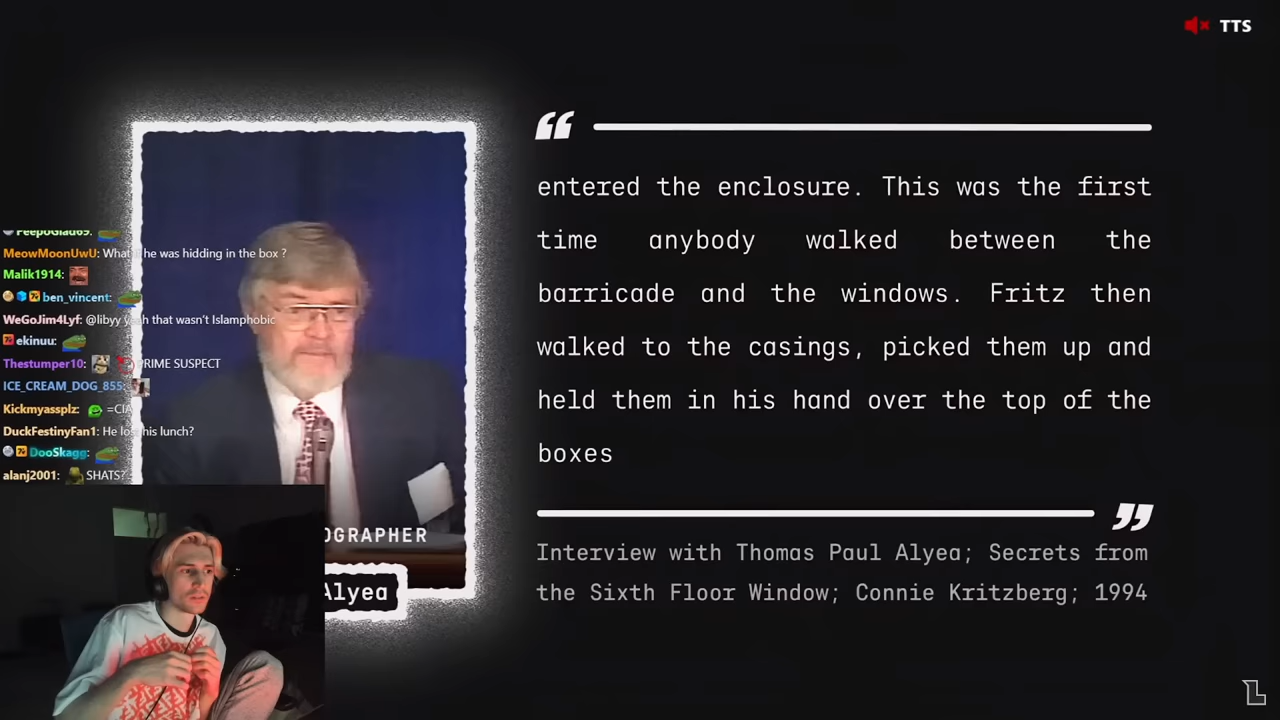 TTS
“
entered the enclosure. This was the first
time anybody walked between the
barricade and the windows. Fritz then
walked to the casings, picked them up and
held them in his hand over the top of the
boxes
”
Interview with Thomas Paul Alyea; Secrets from
the Sixth Floor Window; Connie Kritzberg; 1994
PeepoGlad69:
MeowMoonUwU: What he was hidding in the box ?
Malik1914:
ben_vincent:
WeGoJim4Lyf: @libyy yeah that wasn't Islamphobic
ekinuu:
Thestumper10: PRIME SUSPECT
ICE_CREAM_DOG_855:
Kickmyassplz: =CIA
DuckFestinyFan1: He lost his lunch?
DooSkagg:
alanj2001: SHATS?
OGRAPHER
Alyea